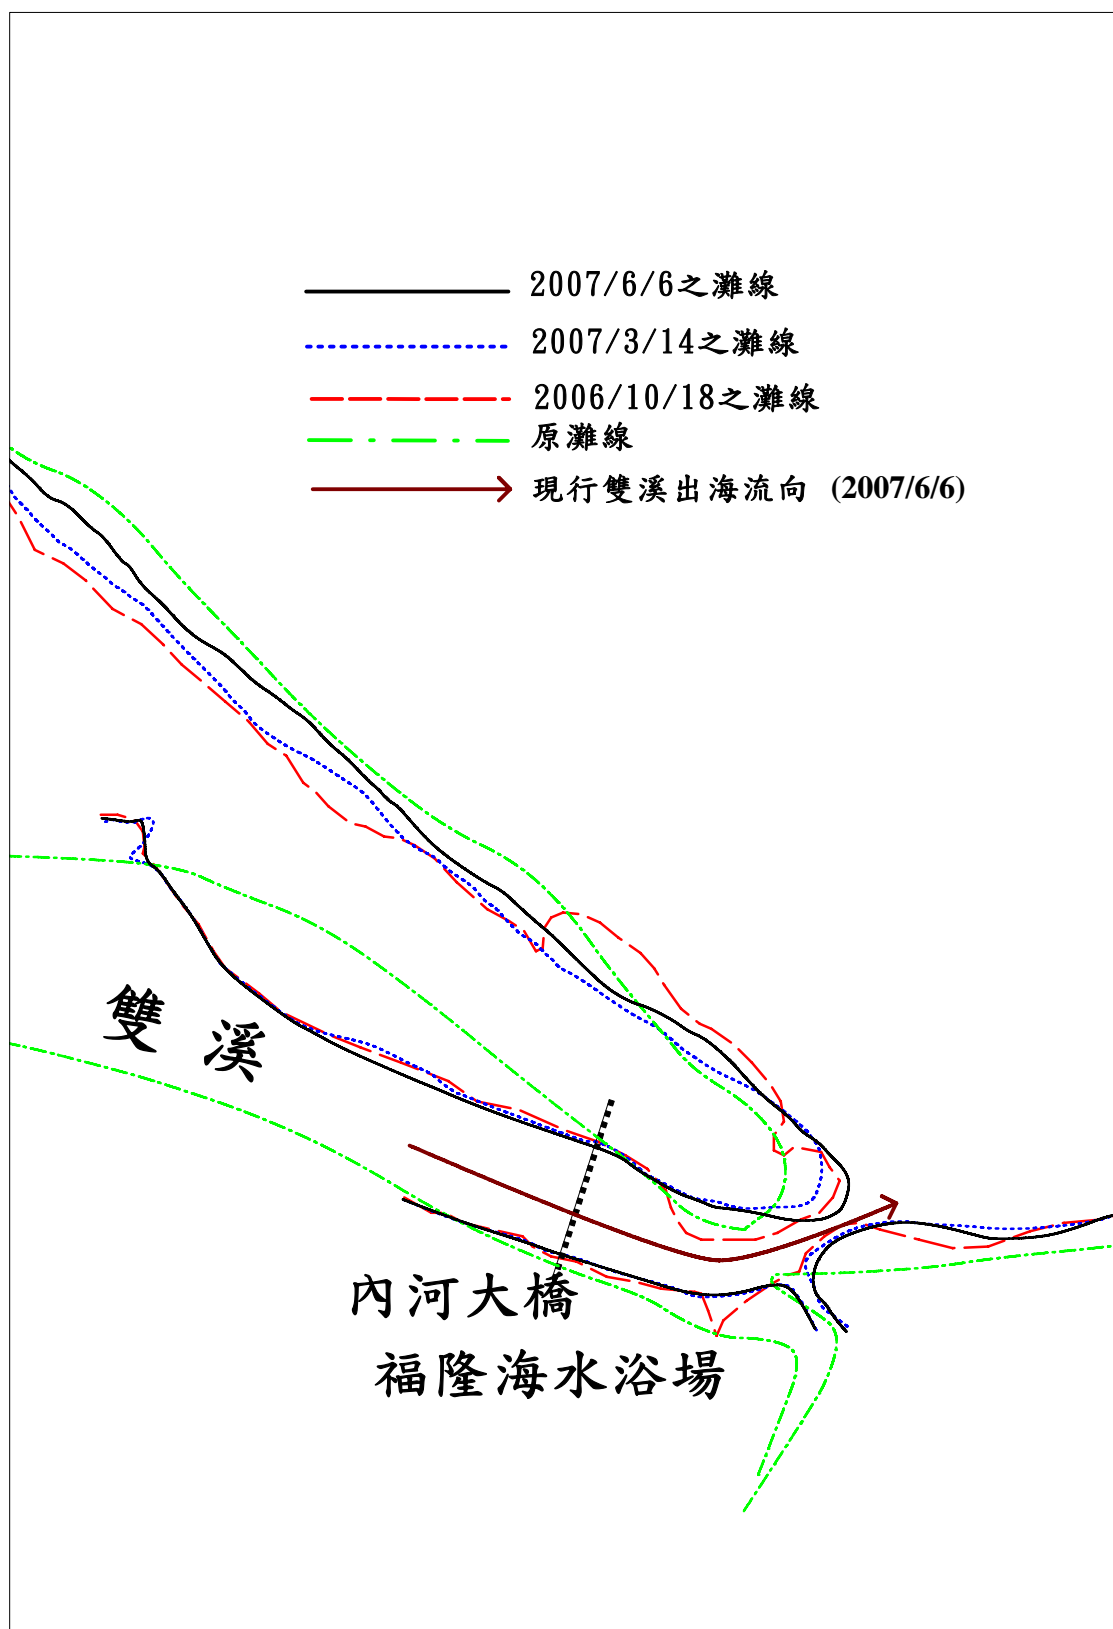 2007/6/6之灘線
2007/3/14之灘線
2006/10/18之灘線
原灘線
現行雙溪出海流向 (2007/6/6)
雙溪
內河大橋
福隆海水浴場